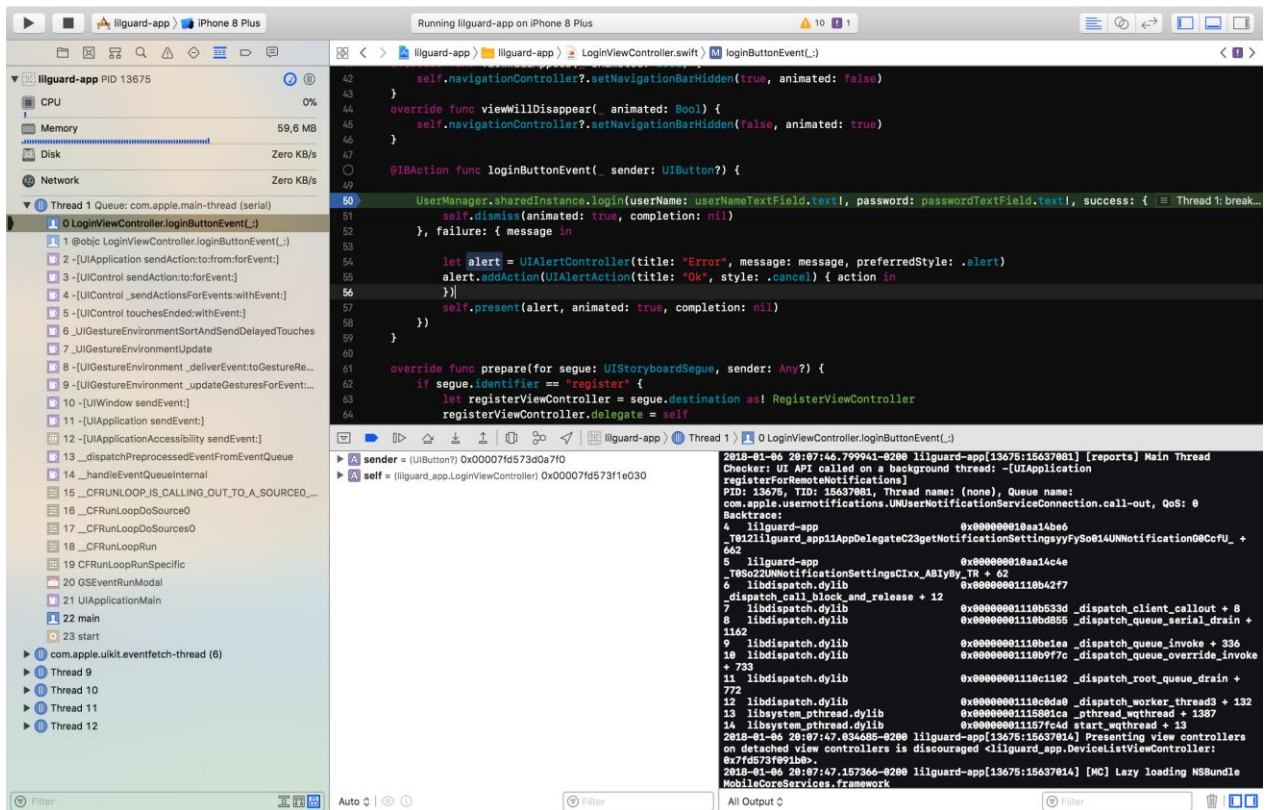 lilguard-app
iPhone 8 Plus
Running lilguard-app on iPhone 8 Plus
10
1
lilguard-app PID 13675
CPU 0%
Memory 59,6 MB
Disk Zero KB/s
Network Zero KB/s
Thread 1 Queue: com.apple.main-thread (serial)
0 LoginViewController.loginButtonEvent(_:)
1 @objc LoginViewController.loginButtonEvent(_:)
2 -[UIApplication sendAction:to:from:forEvent:]
3 -[UIControl sendAction:to:forEvent:]
4 -[UIControl _sendActionsForEvents:withEvent:]
5 -[UIControl touchesEnded:withEvent:]
6 _UIGestureEnvironmentSortAndSendDelayedTouches
7 _UIGestureEnvironmentUpdate
8 -[UIGestureEnvironment _deliverEvent:toGestureRe...
9 -[UIGestureEnvironment _updateGesturesForEvent:...
10 -[UIWindow sendEvent:]
11 -[UIApplication sendEvent:]
12 -[UIApplicationAccessibility sendEvent:]
13 __dispatchPreprocessedEventFromEventQueue
14 __handleEventQueueInternal
15 __CFRUNLOOP_IS_CALLING_OUT_TO_A_SOURCE0_...
16 __CFRunLoopDoSource0
17 __CFRunLoopDoSources0
18 __CFRunLoopRun
19 CFRunLoopRunSpecific
20 GSEventRunModal
21 UIApplicationMain
22 main
23 start
com.apple.uikit.eventfetch-thread (6)
Thread 9
Thread 10
Thread 11
Thread 12
Filter
lilguard-app lilguard-app LoginViewController.swift M loginButtonEvent(_:)
42 self.navigationController?.setNavigationBarHidden(true, animated: false)
43 }
44 override func viewWillDisappear(_ animated: Bool) {
45 self.navigationController?.setNavigationBarHidden(false, animated: true)
46 }
47
@IBAction func loginButtonEvent(_ sender: UIButton?) {
49
50 UserManager.sharedInstance.login(userName: userNameTextField.text!, password: passwordTextField.text!, success: { Thread 1: break...
51 self.dismiss(animated: true, completion: nil)
52 }, failure: { message in
53
54 let alert = UIAlertController(title: "Error", message: message, preferredStyle: .alert)
55 alert.addAction(UIAlertAction(title: "Ok", style: .cancel) { action in
56 })
57 self.present(alert, animated: true, completion: nil)
58 })
59 }
60
61 override func prepare(for segue: UIStoryboardSegue, sender: Any?) {
62 if segue.identifier == "register" {
63 let registerViewController = segue.destination as! RegisterViewController
64 registerViewController.delegate = self
lilguard-app Thread 1 0 LoginViewController.loginButtonEvent(_:)
A sender = (UIButton?) 0x00007fd573d0a7f0
A self = (lilguard_app.LoginViewController) 0x00007fd573f1e030
Auto
Filter
2018-01-06 20:07:46.799941-0200 lilguard-app[13675:15637081] [reports] Main Thread
Checker: UI API called on a background thread: -[UIApplication
registerForRemoteNotifications]
PID: 13675, TID: 15637081, Thread name: (none), Queue name:
com.apple.usernotifications.UNUserNotificationServiceConnection.call-out, QoS: 0
Backtrace:
4 lilguard-app 0x000000010aa14be6
_T012lilguard_app11AppDelegateC23getNotificationSettingsyyFySo014UNNotificationG0CcfU_ +
662
5 lilguard-app 0x000000010aa14c4e
_T0So22UNNotificationSettingsCIxx_ABIyBy_TR + 62
6 libdispatch.dylib 0x00000001110b42f7
_dispatch_call_block_and_release + 12
7 libdispatch.dylib 0x00000001110b533d _dispatch_client_callout + 8
8 libdispatch.dylib 0x00000001110bd855 _dispatch_queue_serial_drain +
1162
9 libdispatch.dylib 0x00000001110be1ea _dispatch_queue_invoke + 336
10 libdispatch.dylib 0x00000001110b9f7c _dispatch_queue_override_invoke
+ 733
11 libdispatch.dylib 0x00000001110c1102 _dispatch_root_queue_drain +
772
12 libdispatch.dylib 0x00000001110c0da0 _dispatch_worker_thread3 + 132
13 libsystem_pthread.dylib 0x00000001115801ca _pthread_wqthread + 1387
14 libsystem_pthread.dylib 0x000000011157fc4d start_wqthread + 13
2018-01-06 20:07:47.034685-0200 lilguard-app[13675:15637014] Presenting view controllers
on detached view controllers is discouraged <lilguard_app.DeviceListViewController:
0x7fd573f091b0>.
2018-01-06 20:07:47.157366-0200 lilguard-app[13675:15637014] [MC] Lazy loading NSBundle
MobileCoreServices.framework
All Output
Filter